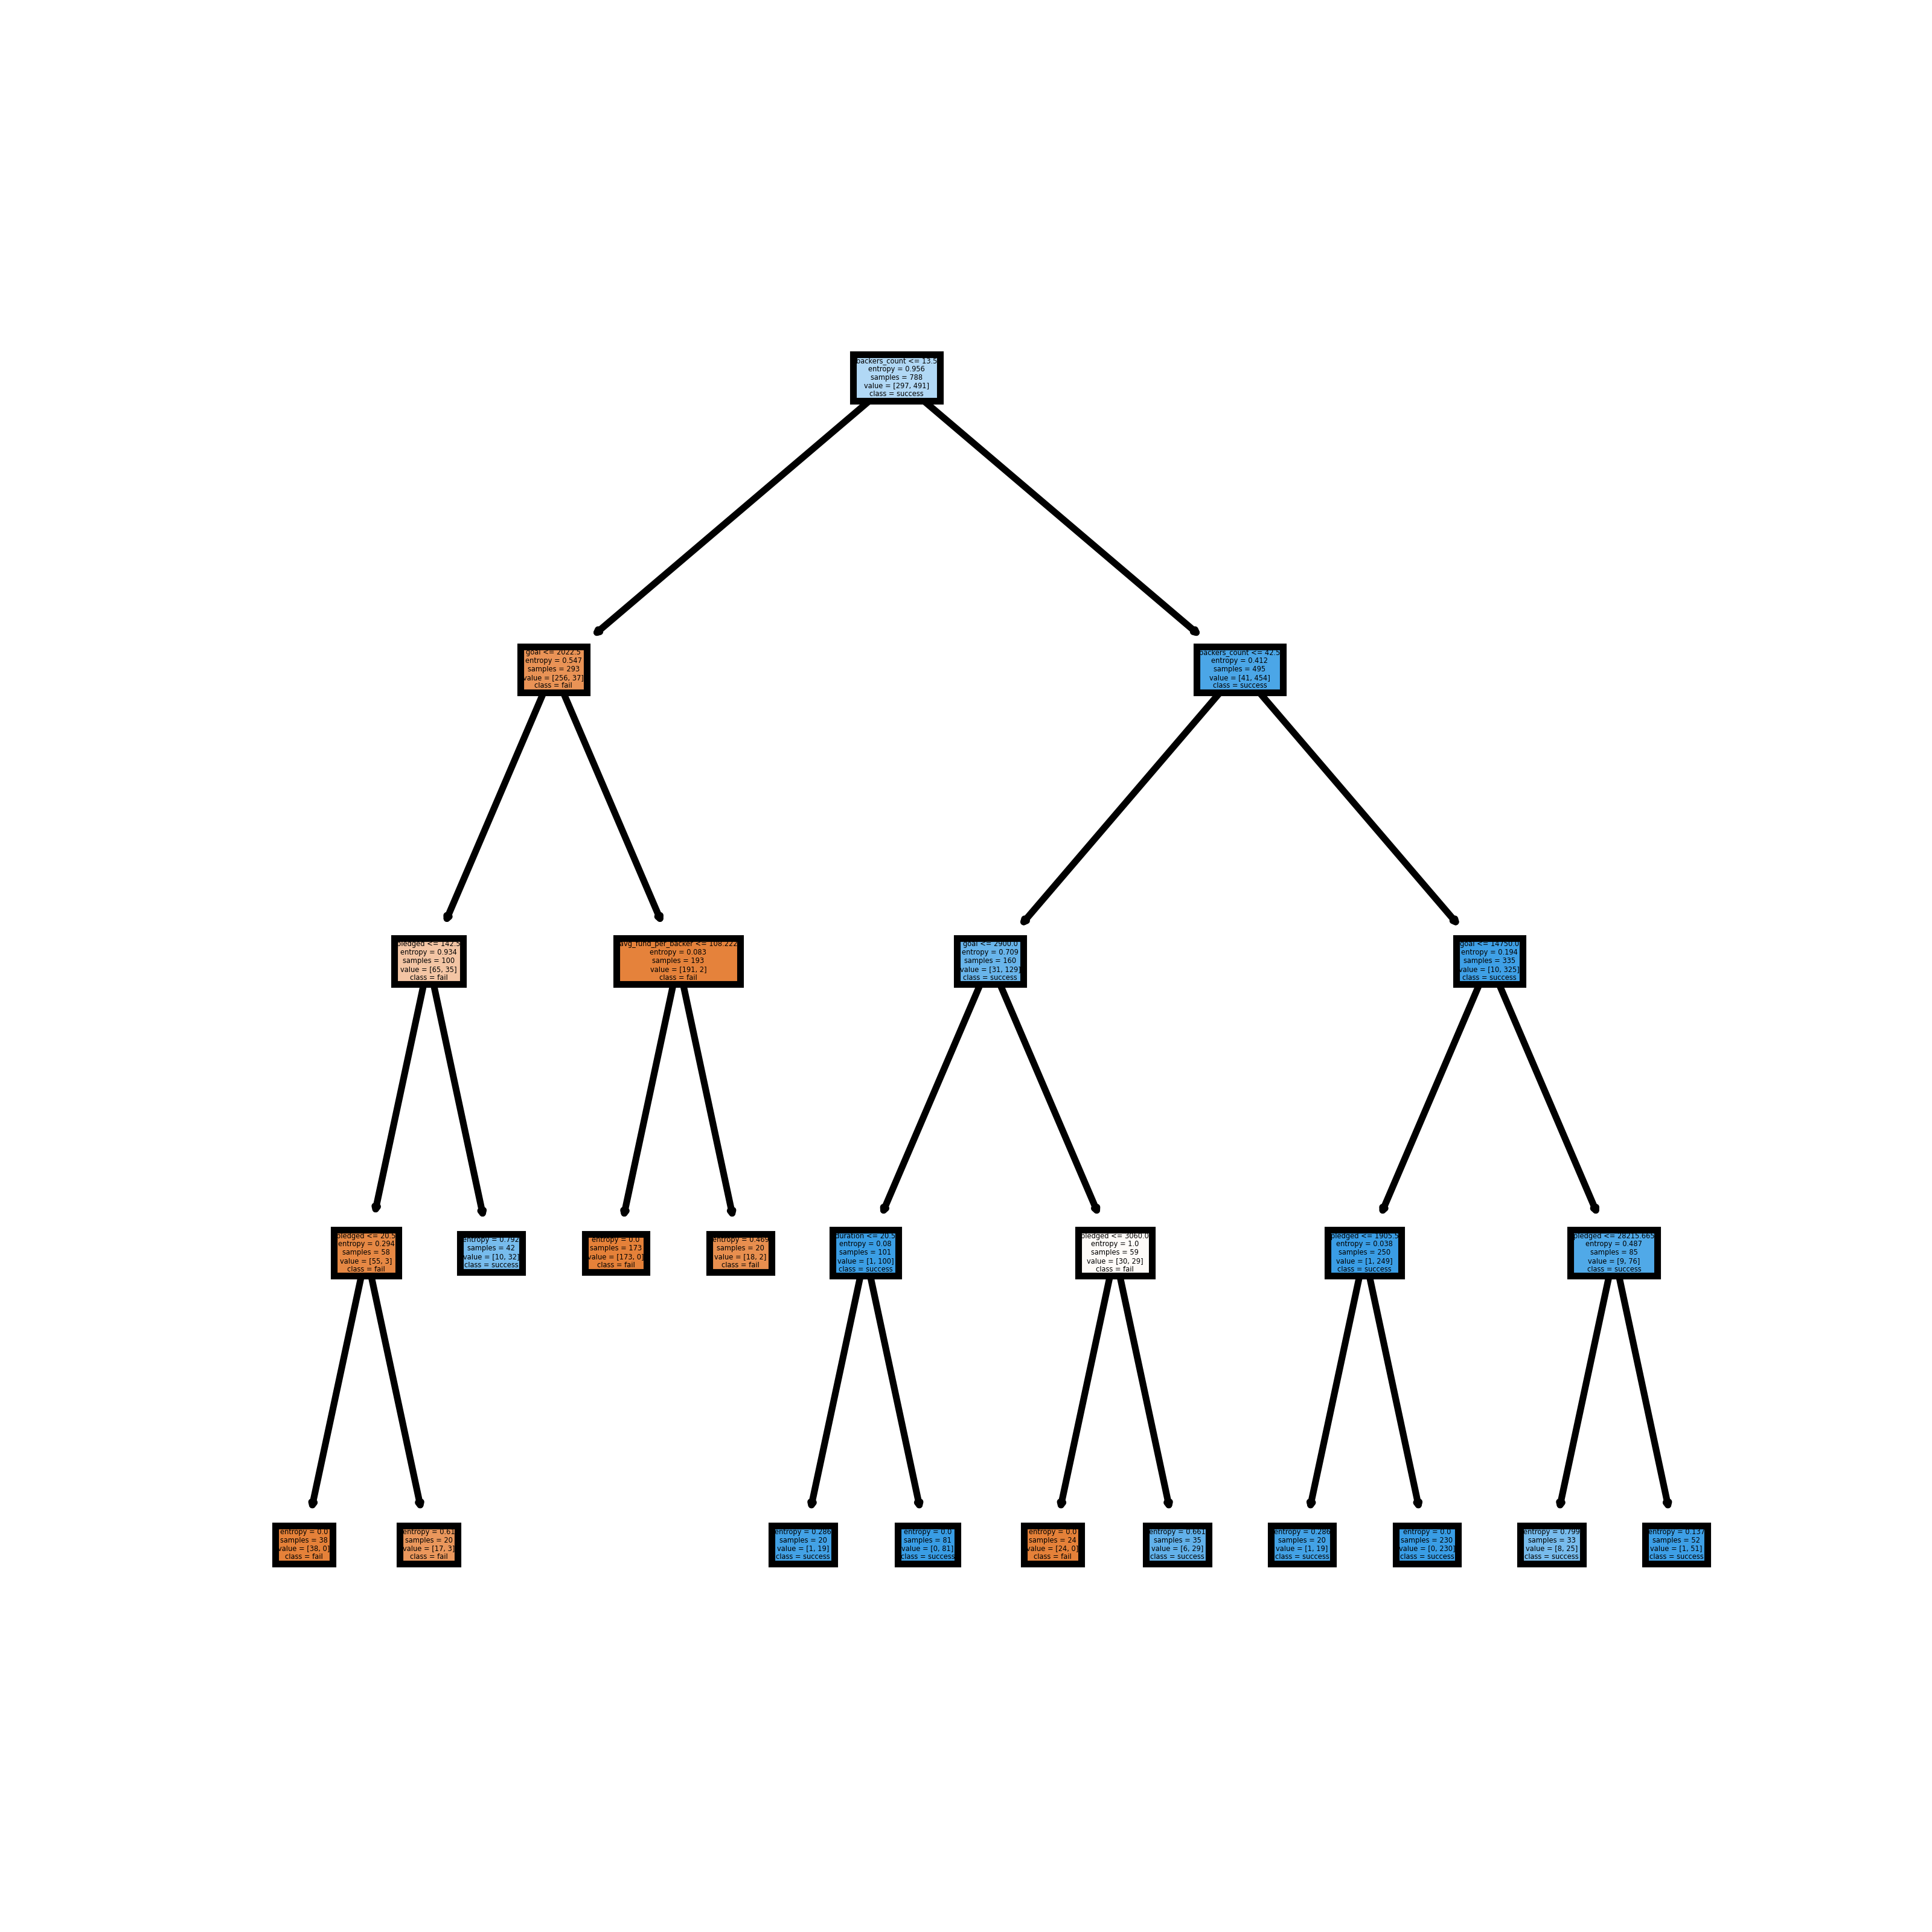 backers_count <= 13.5
entropy = 0.956
samples = 788
value = [297, 491]
class = success
goal <= 2022.5
entropy = 0.547
samples = 293
value = [256, 37]
class = fail
backers_count <= 42.5
entropy = 0.412
samples = 495
value = [41, 454]
class = success
pledged <= 142.5
entropy = 0.934
samples = 100
value = [65, 35]
class = fail
avg_fund_per_backer <= 108.222
entropy = 0.083
samples = 193
value = [191, 2]
class = fail
goal <= 2900.0
entropy = 0.709
samples = 160
value = [31, 129]
class = success
goal <= 14750.0
entropy = 0.194
samples = 335
value = [10, 325]
class = success
pledged <= 20.5
entropy = 0.294
samples = 58
value = [55, 3]
class = fail
entropy = 0.792
samples = 42
value = [10, 32]
class = success
entropy = 0.0
samples = 173
value = [173, 0]
class = fail
entropy = 0.469
samples = 20
value = [18, 2]
class = fail
duration <= 20.5
entropy = 0.08
samples = 101
value = [1, 100]
class = success
pledged <= 3060.0
entropy = 1.0
samples = 59
value = [30, 29]
class = fail
pledged <= 1905.5
entropy = 0.038
samples = 250
value = [1, 249]
class = success
pledged <= 28215.665
entropy = 0.487
samples = 85
value = [9, 76]
class = success
entropy = 0.0
samples = 38
value = [38, 0]
class = fail
entropy = 0.61
samples = 20
value = [17, 3]
class = fail
entropy = 0.286
samples = 20
value = [1, 19]
class = success
entropy = 0.0
samples = 81
value = [0, 81]
class = success
entropy = 0.0
samples = 24
value = [24, 0]
class = fail
entropy = 0.661
samples = 35
value = [6, 29]
class = success
entropy = 0.286
samples = 20
value = [1, 19]
class = success
entropy = 0.0
samples = 230
value = [0, 230]
class = success
entropy = 0.799
samples = 33
value = [8, 25]
class = success
entropy = 0.137
samples = 52
value = [1, 51]
class = success